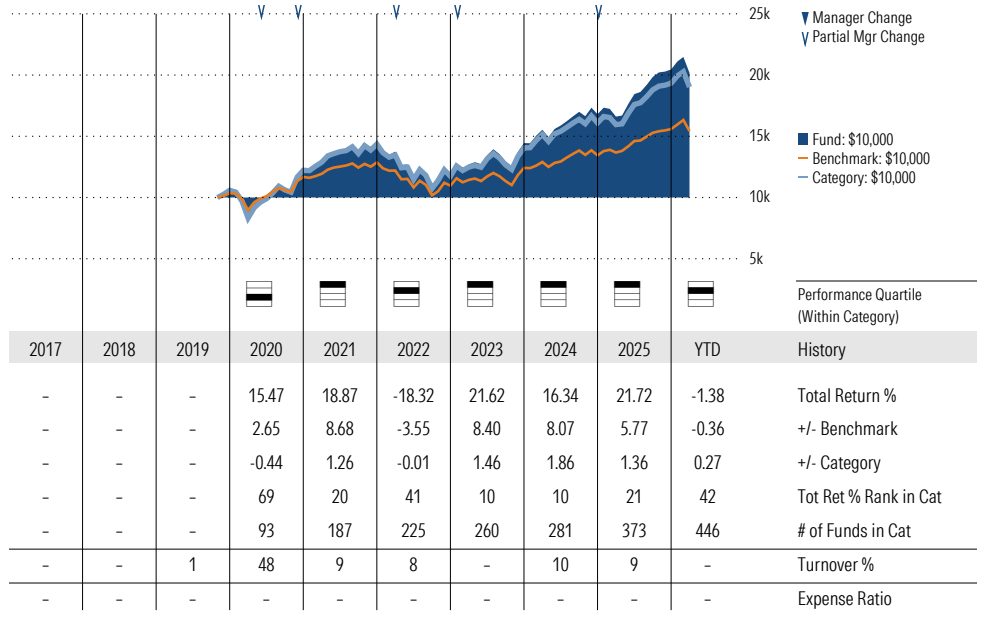 25k
20k
15k
10k
5k
Manager Change
Partial Mgr Change
Fund: $10,000
Benchmark: $10,000
Category: $10,000
Performance Quartile
(Within Category)
2017 2018 2019 2020 2021 2022 2023 2024 2025 YTD History
– – – 15.47 18.87 -18.32 21.62 16.34 21.72 -1.38 Total Return %
– – – 2.65 8.68 -3.55 8.40 8.07 5.77 -0.36 +/- Benchmark
– – – -0.44 1.26 -0.01 1.46 1.86 1.36 0.27 +/- Category
– – – 69 20 41 10 10 21 42 Tot Ret % Rank in Cat
– – – 93 187 225 260 281 373 446 # of Funds in Cat
– – 1 48 9 8 – 10 9 – Turnover %
– – – – – – – – – – Expense Ratio